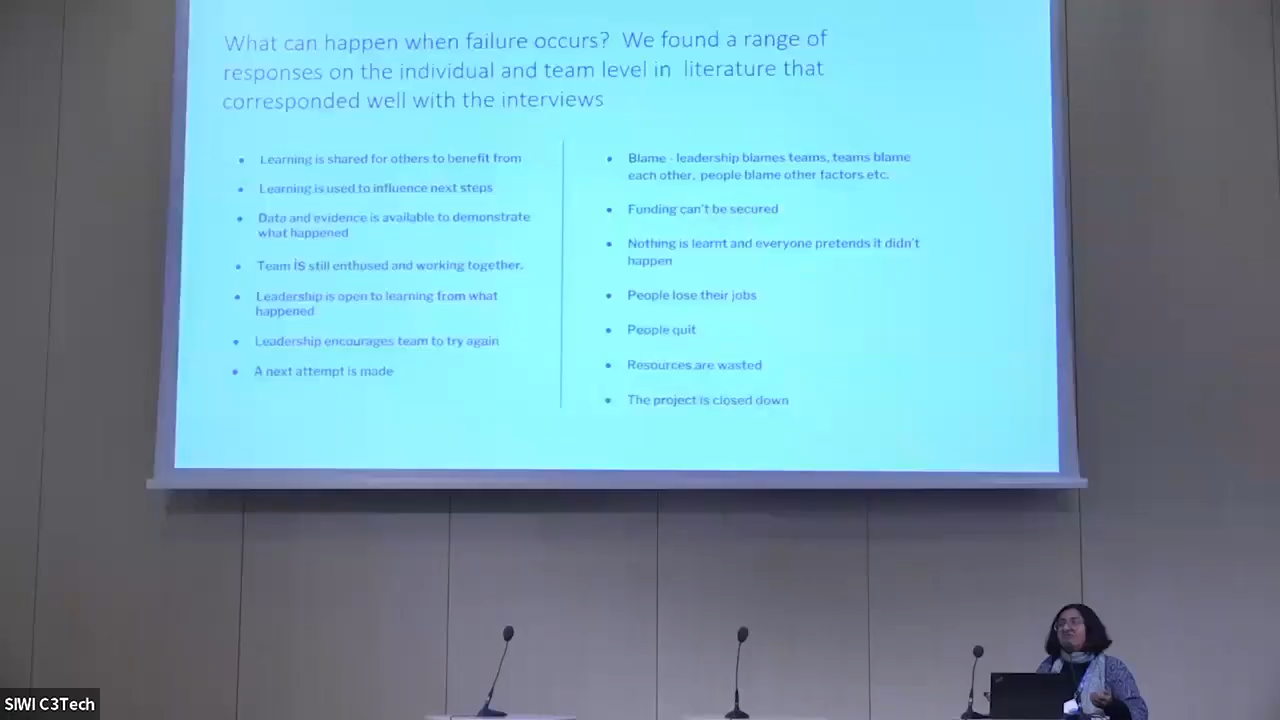 What can happen when failure occurs? We found a range of
responses on the individual and team level in literature that
corresponded well with the interviews
Learning is shared for others to benefit from
Learning is used to influence next steps
Data and evidence is available to demonstrate
what happened
Team is still enthused and working together.
Leadership is open to learning from what
happened
Leadership encourages team to try again
A next attempt is made
Blame - leadership blames teams, teams blame
each other, people blame other factors etc.
Funding can't be secured
Nothing is learnt and everyone pretends it didn't
happen
People lose their jobs
People quit
Resources are wasted
The project is closed down
SIWI C3Tech